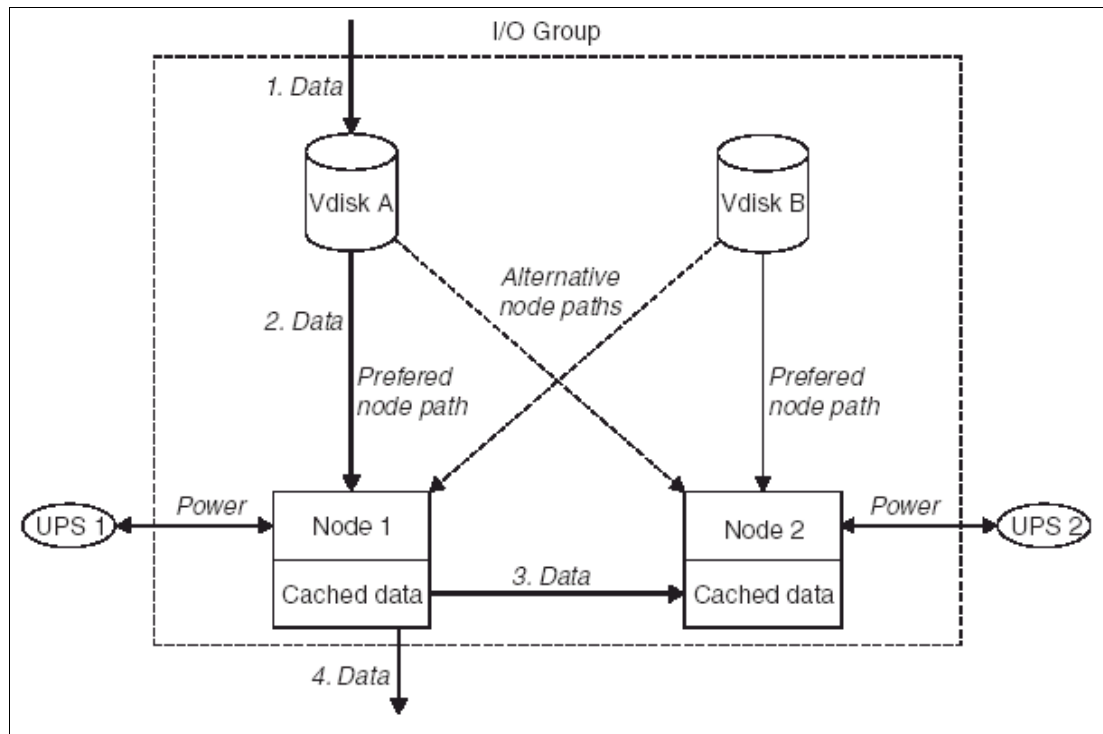 I/O Group
1. Data
Vdisk A
Vdisk B
Alternative
node paths
2. Data
Prefered
node path
Prefered
node path
UPS 1
Power
Node 1
Node 2
Power
UPS 2
Cached data
3. Data
Cached data
4. Data